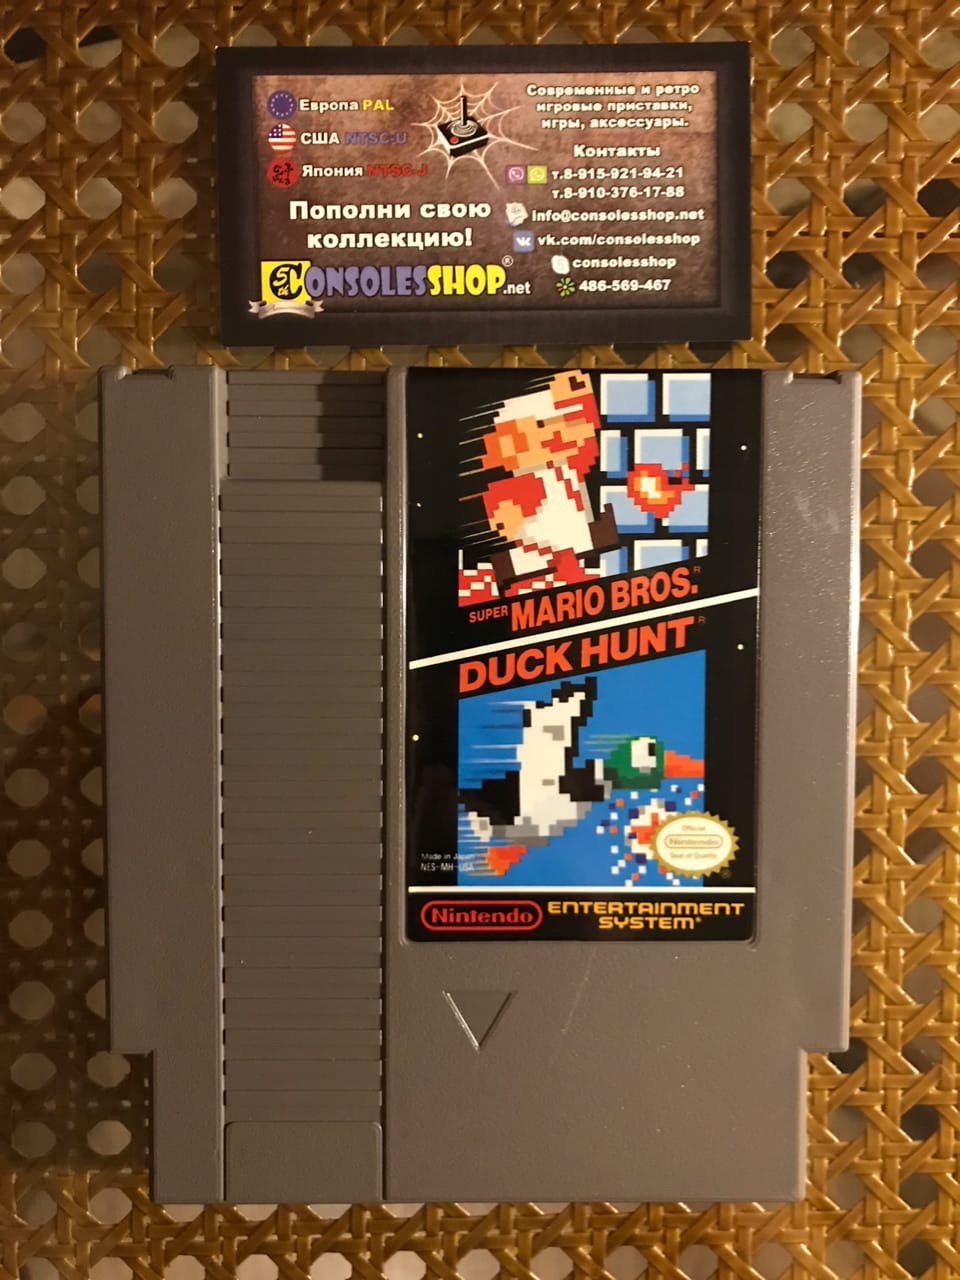 Европа PAL
США NTSC-U
Япония NTSC-J
Пополни свою
коллекцию!
5th
CONSOLESSHOP.net®
Современные и ретро
игровые приставки,
игры, аксессуары.
Контакты
т.8-915-921-94-21
т.8-910-376-17-88
info@consolesshop.net
vk.com/consolesshop
consolesshop
486-569-467
SUPER MARIO BROS.®
DUCK HUNT®
Official
Nintendo
Seal of Quality
Made in Japan
NES-MH-USA
Nintendo ENTERTAINMENT
SYSTEM®